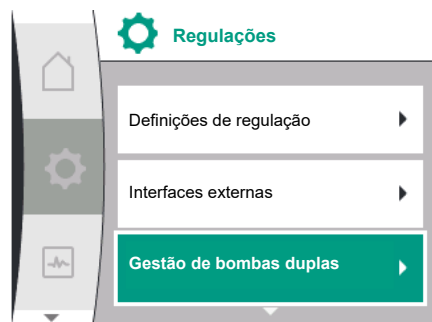 Regulações
Definições de regulação
Interfaces externas
Gestão de bombas duplas